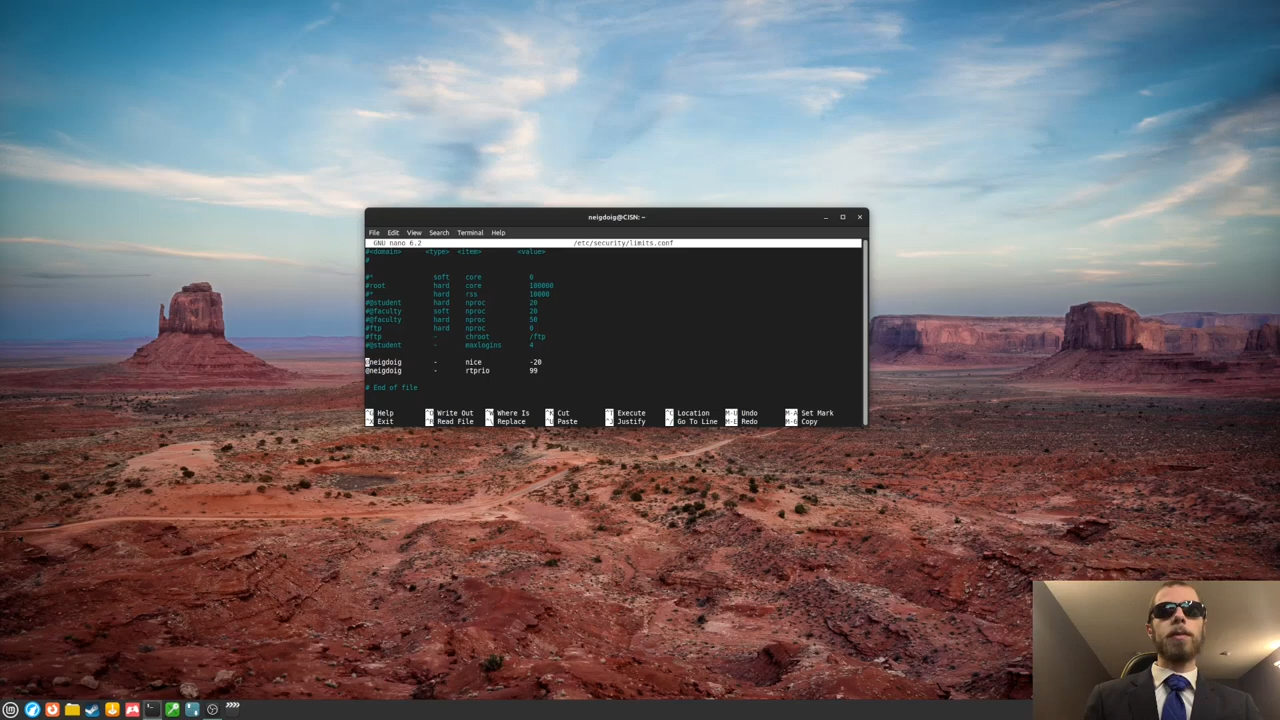 neigdoig@CISN: ~
File Edit View Search Terminal Help
GNU nano 6.2 /etc/security/limits.conf
#<domain> <type> <item> <value>
#
#* soft core 0
#root hard core 100000
#* hard rss 10000
#@student hard nproc 20
#@faculty soft nproc 20
#@faculty hard nproc 50
#ftp hard nproc 0
#ftp - chroot /ftp
#@student - maxlogins 4
@neigdoig - nice -20
@neigdoig - rtprio 99
# End of file
^G Help ^O Write Out ^W Where Is ^K Cut ^T Execute ^C Location M-U Undo M-A Set Mark
^X Exit ^R Read File ^\ Replace ^U Paste ^J Justify ^/ Go To Line M-E Redo M-6 Copy